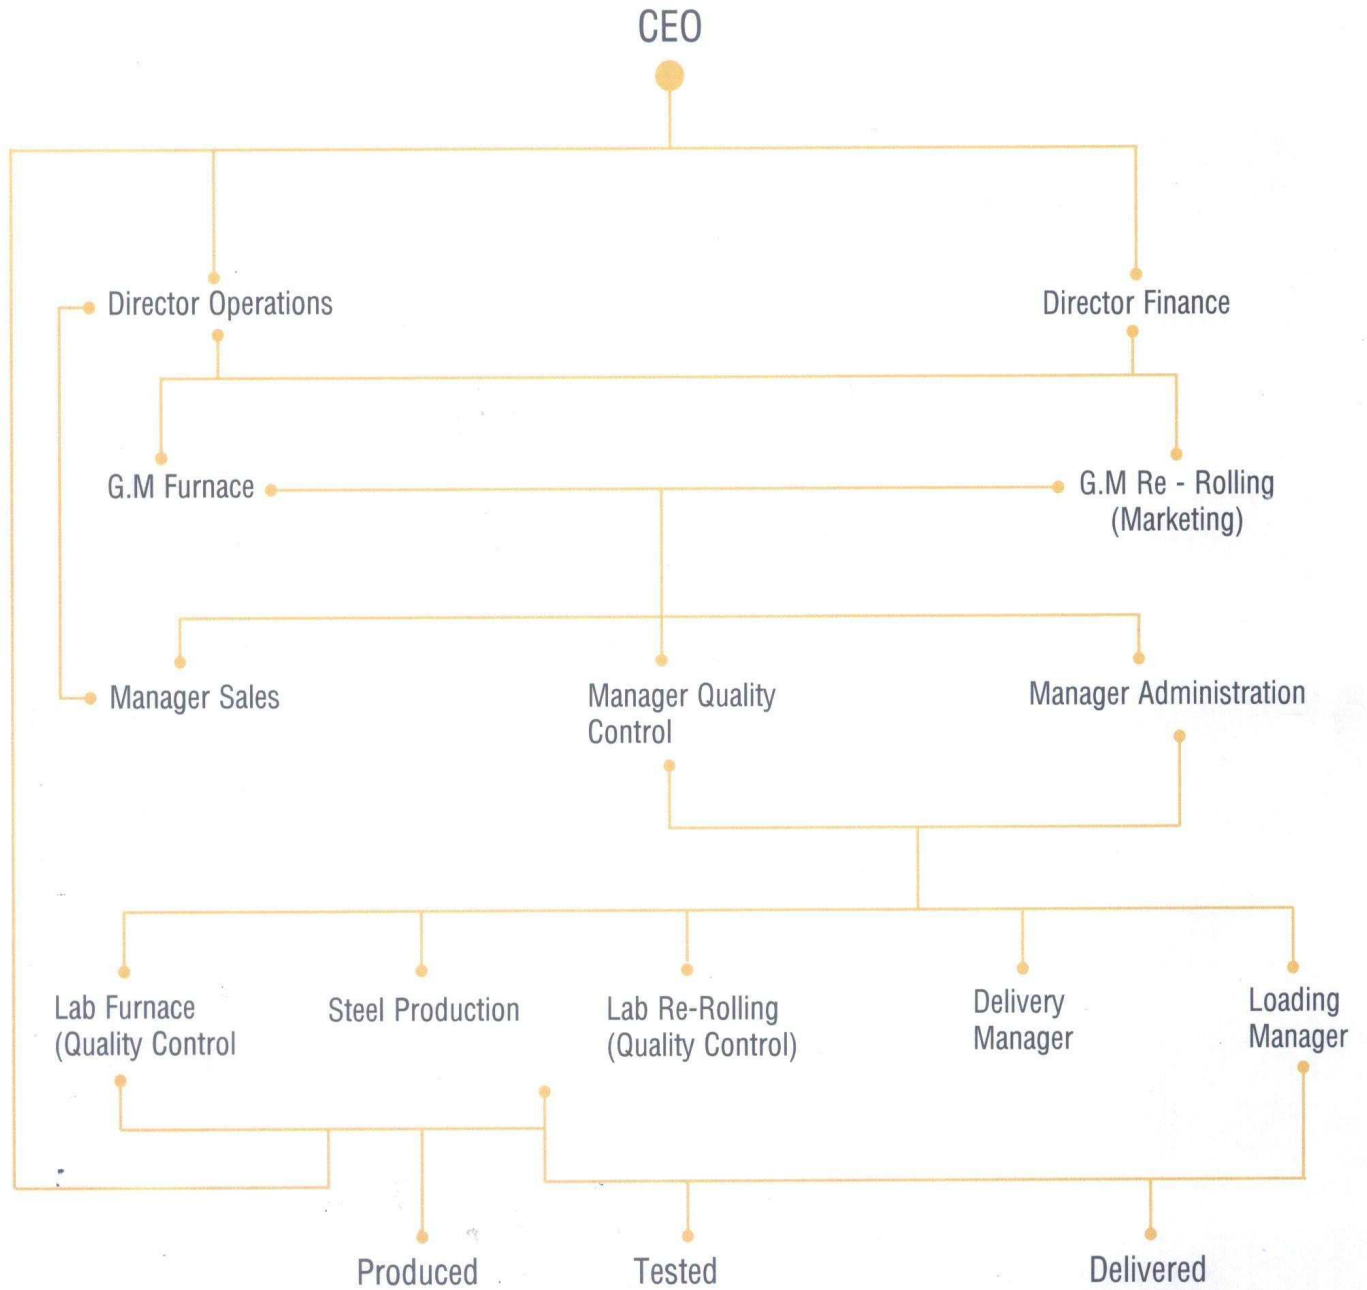 CEO
Director Operations
Director Finance
G.M Furnace
G.M Re - Rolling
(Marketing)
Manager Sales
Manager Quality
Control
Manager Administration
Lab Furnace
(Quality Control
Steel Production
Lab Re-Rolling
(Quality Control)
Delivery
Manager
Loading
Manager
Produced
Tested
Delivered